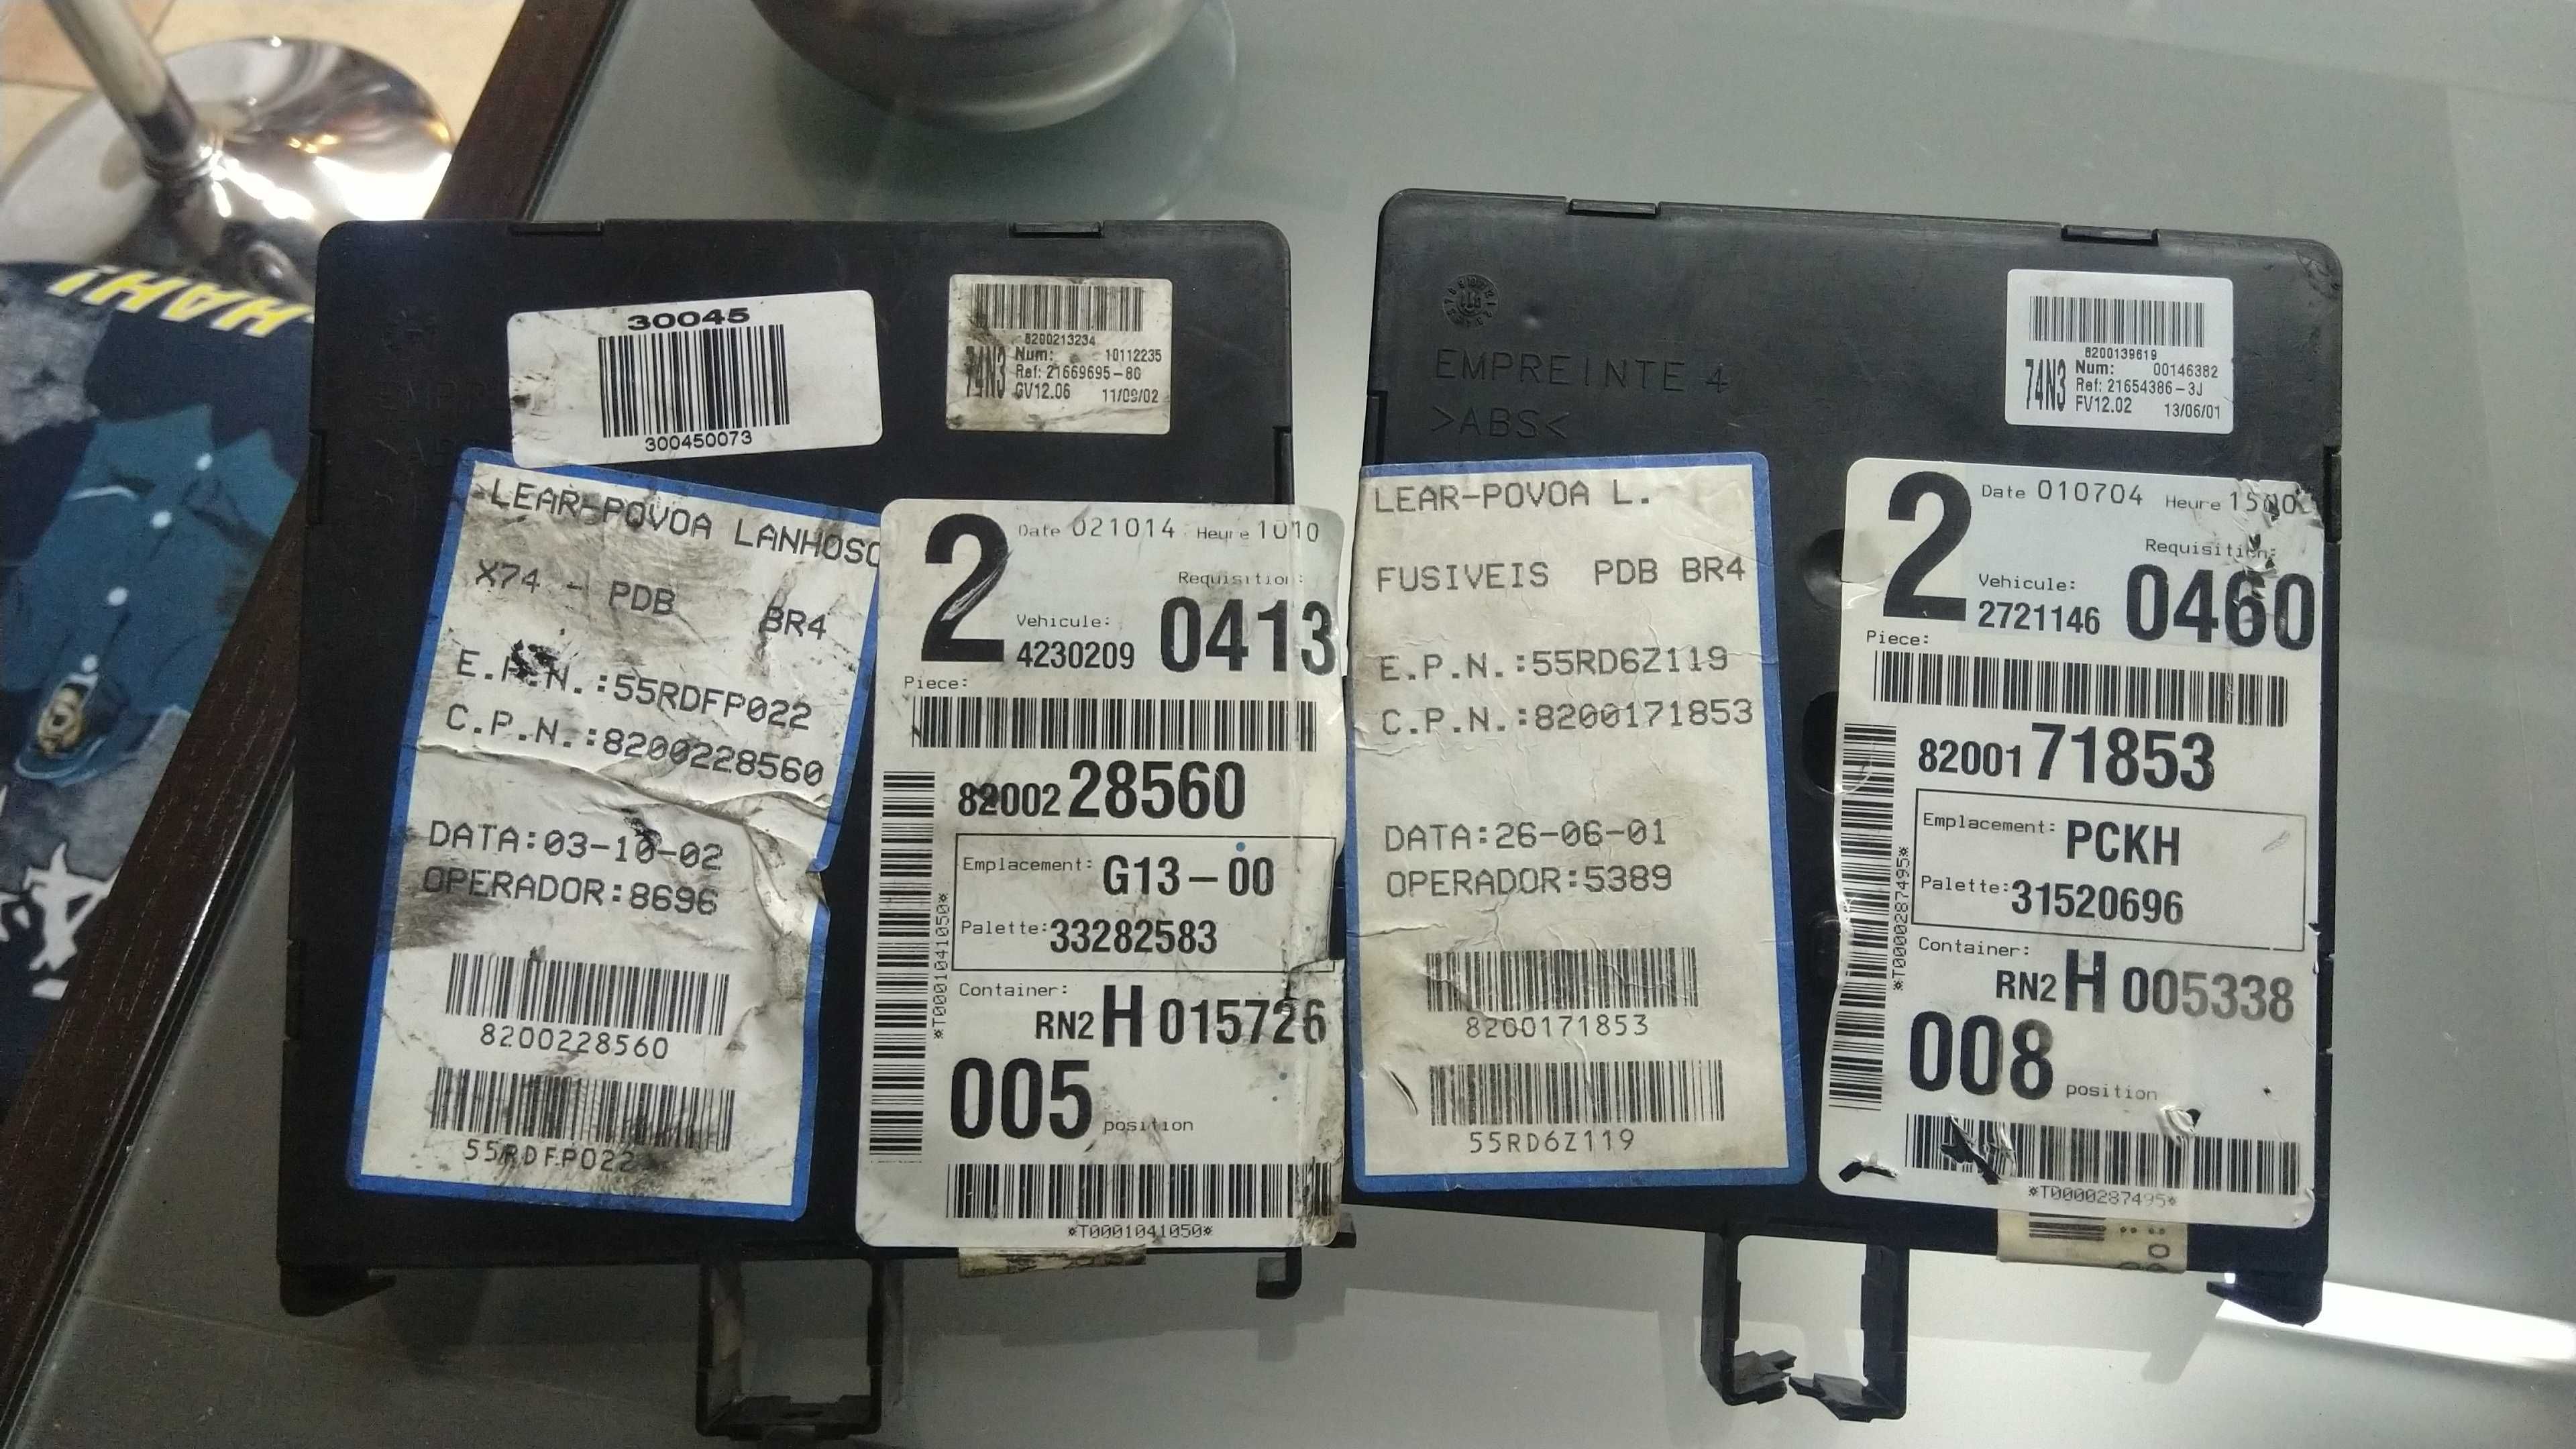 HAH!
30045
300450073
8200213234
74N3
Num: 10112235
Ref: 21669695-8G
GV12.06 11/09/02
LEAR-POVOA LANHOSO
X74 - PDB BR4
E.P.N.:55RDFP022
C.P.N.:8200228560
DATA:03-10-02
OPERADOR:8696
8200228560
55RDFP022
2
Date 021014 Heure 1010
Requisition:
Vehicule:
4230209 0413
Piece:
8200228560
Emplacement: G13-00
Palette: 33282583
Container:
RN2 H 015726
005 position
*T0001041050*
*T0001041050*
EMPREINTE 4
>ABS<
8200139619
74N3
Num: 00146382
Ref: 21654386-3J
FV12.02 13/06/01
LEAR-POVOA L.
FUSIVEIS PDB BR4
E.P.N.:55RD6Z119
C.P.N.:8200171853
DATA:26-06-01
OPERADOR:5389
8200171853
55RD6Z119
2
Date 010704 Heure
Requisition:
Vehicule:
2721146 0460
Piece:
8200171853
Emplacement: PCKH
Palette: 31520696
Container:
RN2 H 005338
008 position
*T0000287495*
*T0000287495*